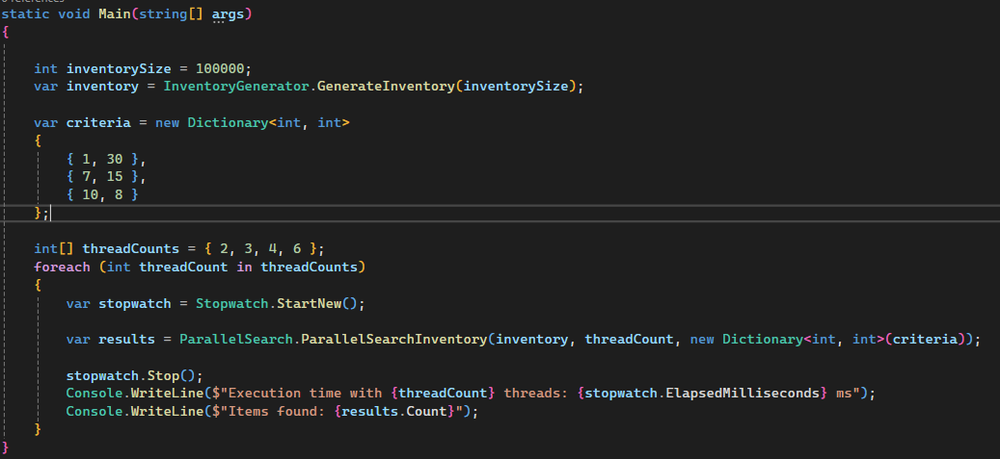 0 references
static void Main(string[] args)
{
int inventorySize = 100000;
var inventory = InventoryGenerator.GenerateInventory(inventorySize);
var criteria = new Dictionary<int, int>
{
{ 1, 30 },
{ 7, 15 },
{ 10, 8 }
};
int[] threadCounts = { 2, 3, 4, 6 };
foreach (int threadCount in threadCounts)
{
var stopwatch = Stopwatch.StartNew();
var results = ParallelSearch.ParallelSearchInventory(inventory, threadCount, new Dictionary<int, int>(criteria));
stopwatch.Stop();
Console.WriteLine($"Execution time with {threadCount} threads: {stopwatch.ElapsedMilliseconds} ms");
Console.WriteLine($"Items found: {results.Count}");
}
}